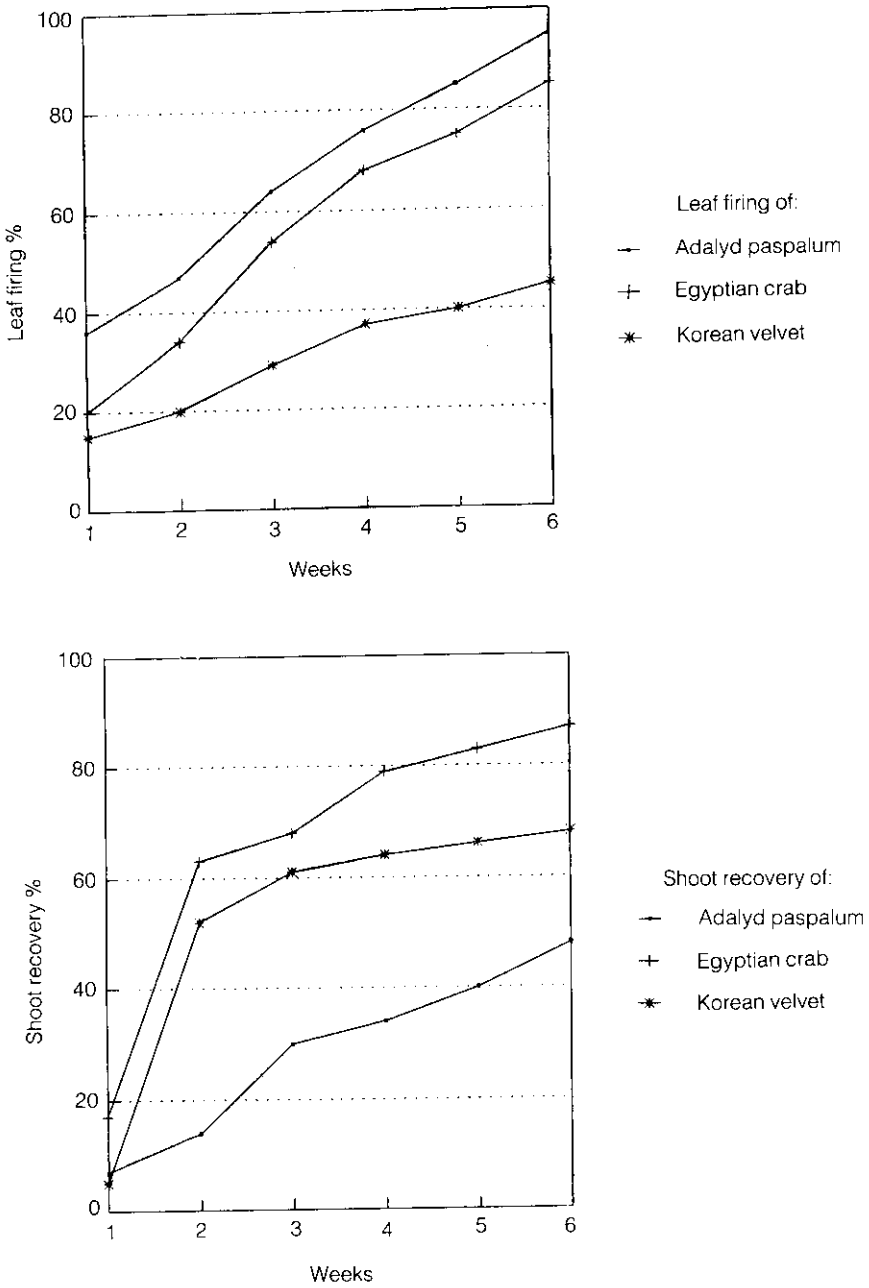 100
80
60
40
20
0
Leaf firing %
1 2 3 4 5 6
Weeks
Leaf firing of:
Adalyd paspalum
Egyptian crab
Korean velvet
100
80
60
40
20
0
Shoot recovery %
1 2 3 4 5 6
Weeks
Shoot recovery of:
Adalyd paspalum
Egyptian crab
Korean velvet